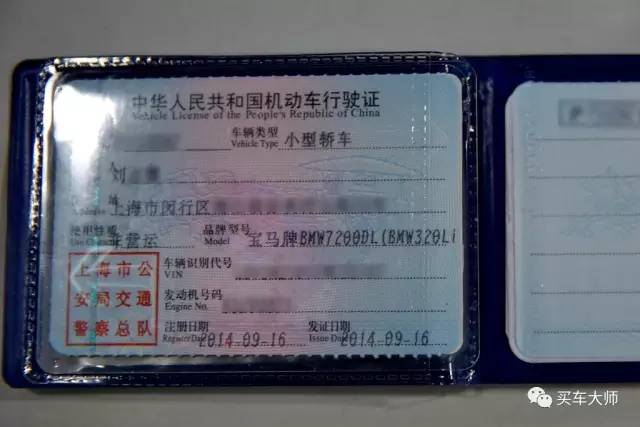 中华人民共和国机动车行驶证
Vehicle License of the People's Republic of China
车辆类型 小型轿车
Vehicle Type
刘
址
上海市闵行区
使用性质 非营运 品牌型号 宝马牌BMW7200DL(BMW320Li
Use Character Model
上海市公
安局交通
警察总队
车辆识别代号
VIN
发动机号码
Engine No.
注册日期 2014-09-16 发证日期 2014-09-16
Register Date Issue Date
买车大师